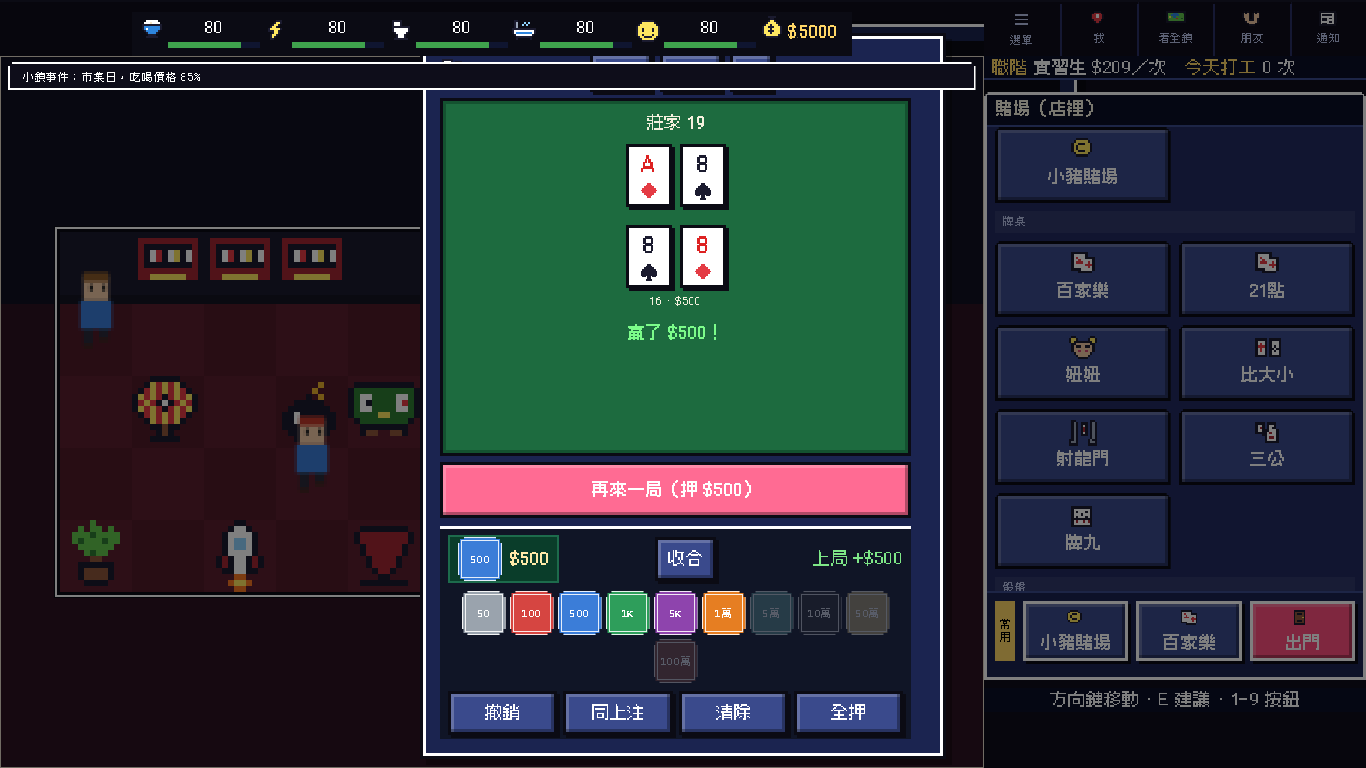 80
80
80
80
80
$5000
選單
我
看全鎮
朋友
通知
小鎮事件：市集日，吃喝價格 85%
職階 實習生 $209／次 今天打工 0 次
賭場（店裡）
莊家 19
A
8
8
8
16 · $500
贏了 $500！
再來一局（押 $500）
500
$500
收合
上局 +$500
50
100
500
1K
5K
1萬
5萬
10萬
50萬
100萬
撤銷
同上注
清除
全押
小豬賭場
牌桌
百家樂
21點
妞妞
比大小
射龍門
三公
牌九
常用
小豬賭場
百家樂
出門
方向鍵移動 · E 建議 · 1-9 按鈕